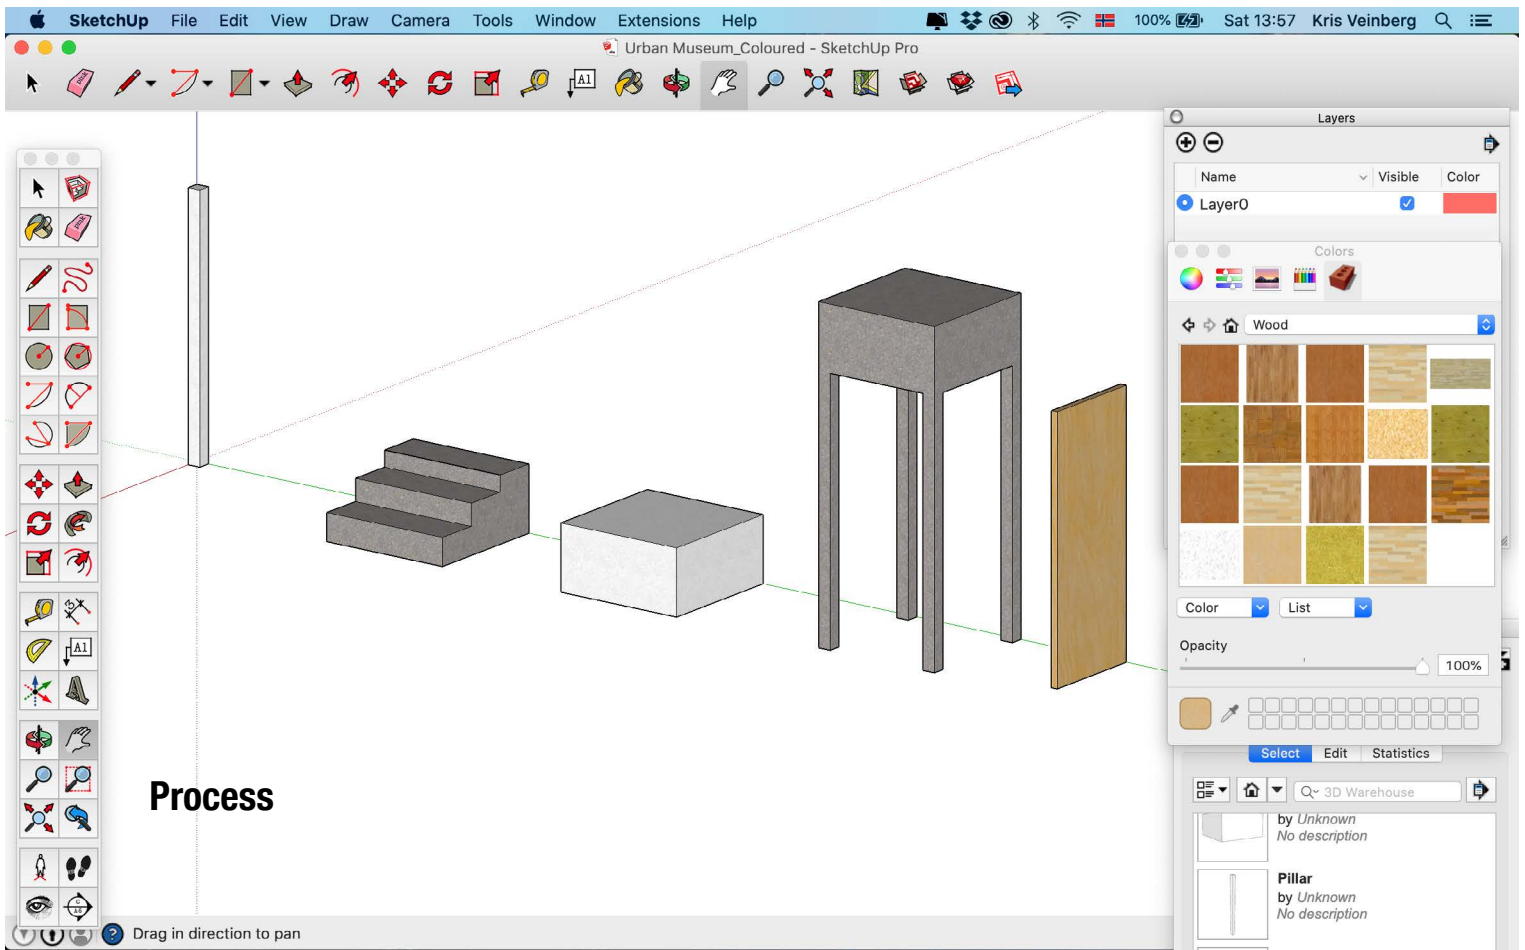 SketchUp File Edit View Draw Camera Tools Window Extensions Help 100% Sat 13:57 Kris Veinberg
Urban Museum_Coloured - SketchUp Pro
A1
Layers
Name Visible Color
Layer0
Colors
Wood
Color List
Opacity
100%
A1
Select Edit Statistics
3D Warehouse
by Unknown
No description
Pillar
by Unknown
No description
Process
Drag in direction to pan